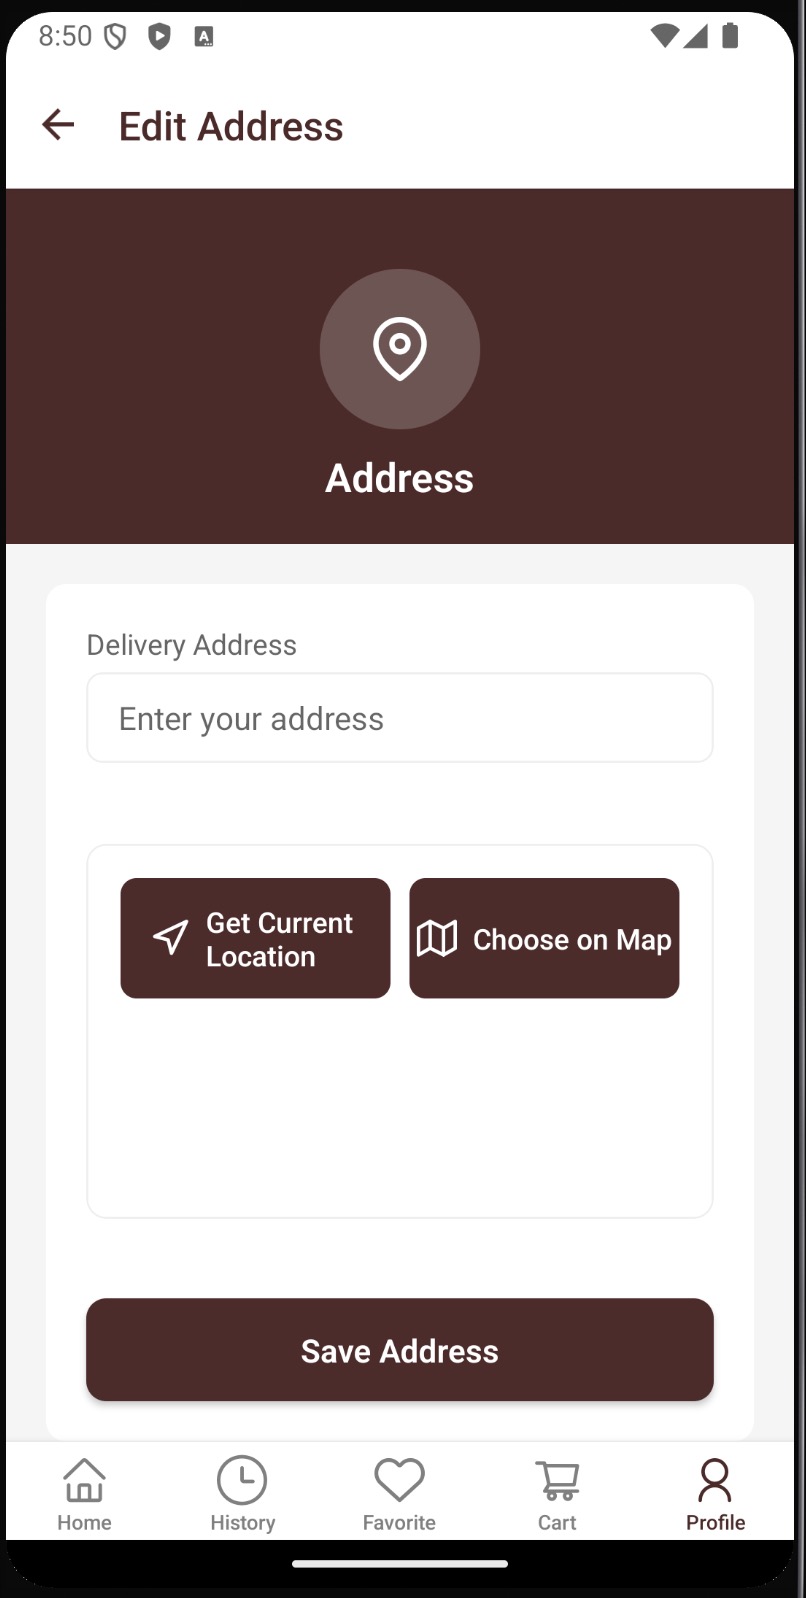 8:50
Edit Address
Address
Delivery Address
Enter your address
Get Current
Location
Choose on Map
Save Address
Home
History
Favorite
Cart
Profile